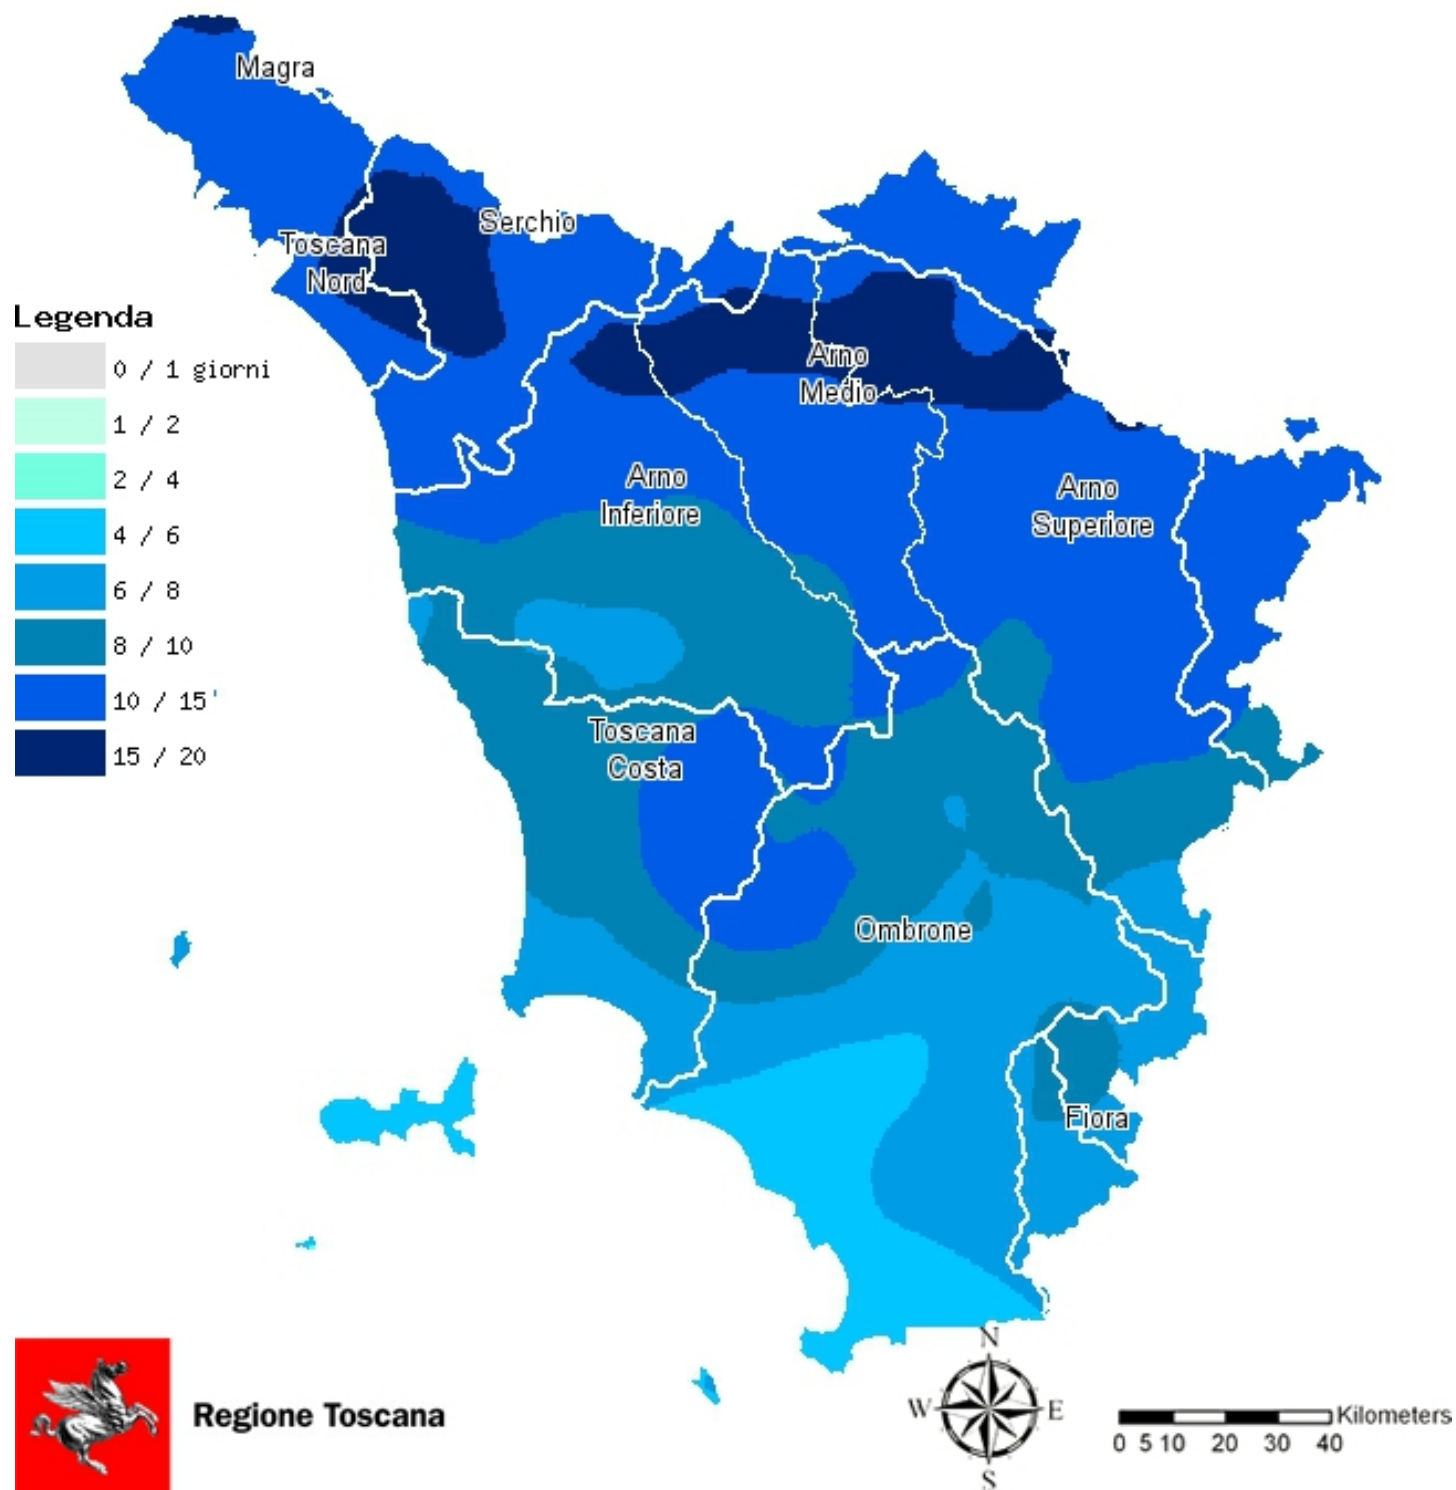 Magra
Serchio
Toscana
Nord
Legenda
0 / 1 giorni
1 / 2
2 / 4
4 / 6
6 / 8
8 / 10
10 / 15'
15 / 20
Arno
Medio
Arno
Inferiore
Arno
Superiore
Toscana
Costa
Ombrone
Fiora
Regione Toscana
N
W E
S
Kilometers
0 5 10 20 30 40